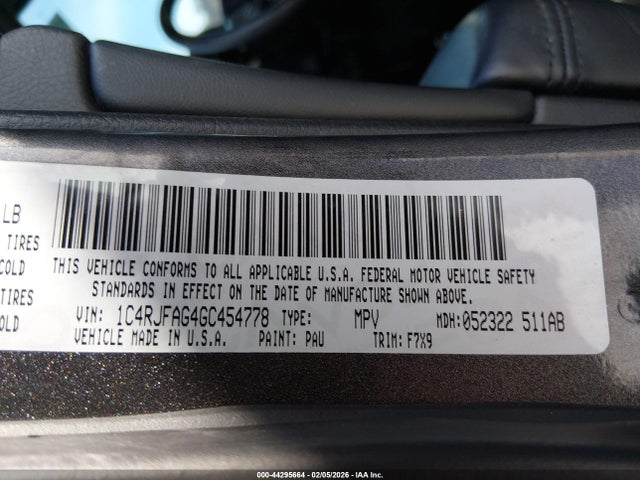 LB
TIRES
COLD
TIRES
COLD
THIS VEHICLE CONFORMS TO ALL APPLICABLE U.S.A. FEDERAL MOTOR VEHICLE SAFETY
STANDARDS IN EFFECT ON THE DATE OF MANUFACTURE SHOWN ABOVE.
VIN: 1C4RJFAG4GC454778 TYPE: MPV MDH:052322 511AB
VEHICLE MADE IN U.S.A. PAINT: PAU TRIM: F7X9
000-44295664 - 02/05/2026 - IAA Inc.